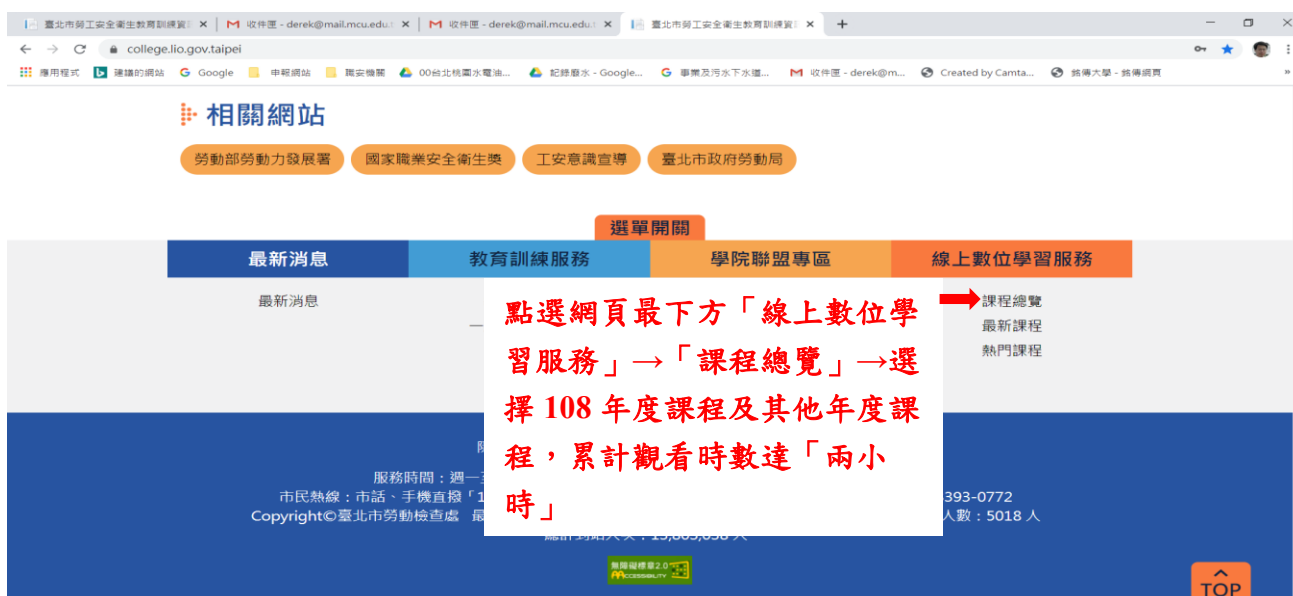 臺北市勞工安全衛生教育訓練資
收件匣 - derek@mail.mcu.edu.t
收件匣 - derek@mail.mcu.edu.t
臺北市勞工安全衛生教育訓練資
college.lio.gov.taipei
應用程式 建議的網站 Google 申報網站 職安機關 00台北桃園水電油... 記錄廢水 - Google... 事業及污水下水道... 收件匣 - derek@m... Created by Camta... 銘傳大學 - 銘傳網頁
相關網站
勞動部勞動力發展署 國家職業安全衛生獎 工安意識宣導 臺北市政府勞動局
選單開關
最新消息 教育訓練服務 學院聯盟專區 線上數位學習服務
最新消息
課程總覽
最新課程
熱門課程
點選網頁最下方「線上數位學
習服務」→「課程總覽」→選
擇 108 年度課程及其他年度課
程，累計觀看時數達「兩小
時」
服務時間：週一
市民熱線：市話、手機直撥「1
393-0772
Copyright©臺北市勞動檢查處 最
人數：5018 人
無障礙標章2.0
ACCESSIBILITY
TOP